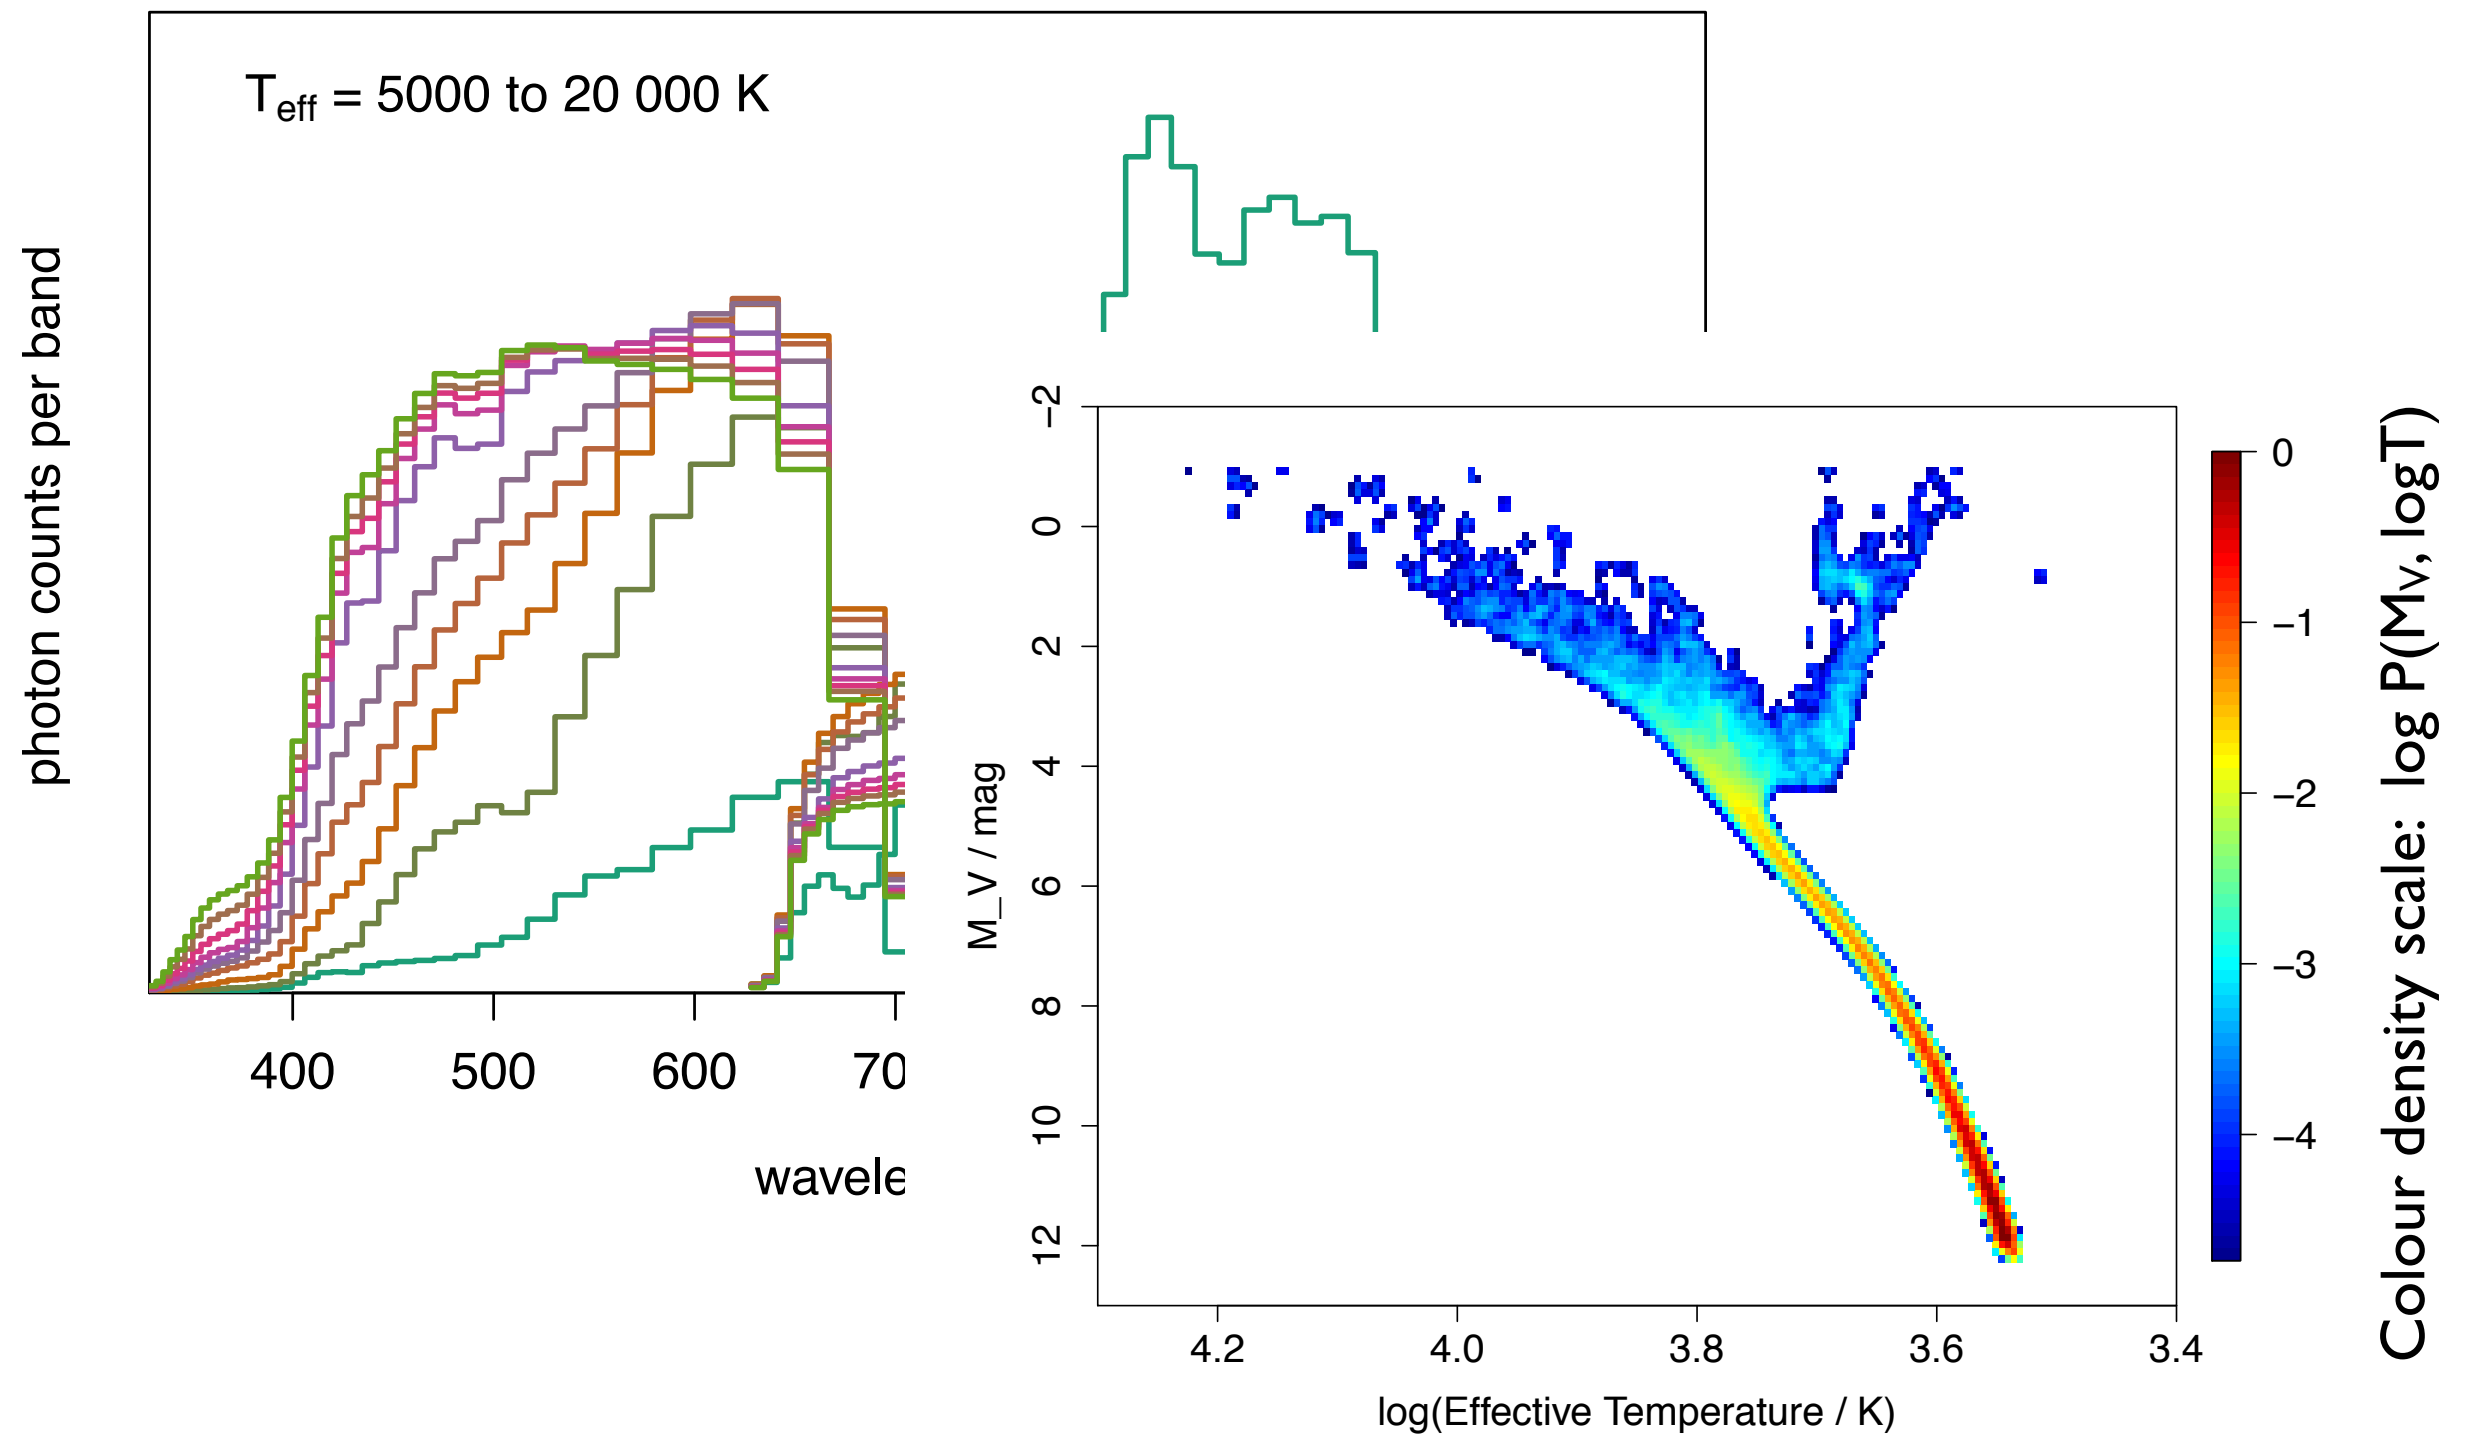 T_eff = 5000 to 20 000 K
photon counts per band
400 500 600 70
wavele
M_V / mag
−2
0
2
4
6
8
10
12
4.2 4.0 3.8 3.6 3.4
log(Effective Temperature / K)
0
−1
−2
−3
−4
Colour density scale: log P(Mv, logT)